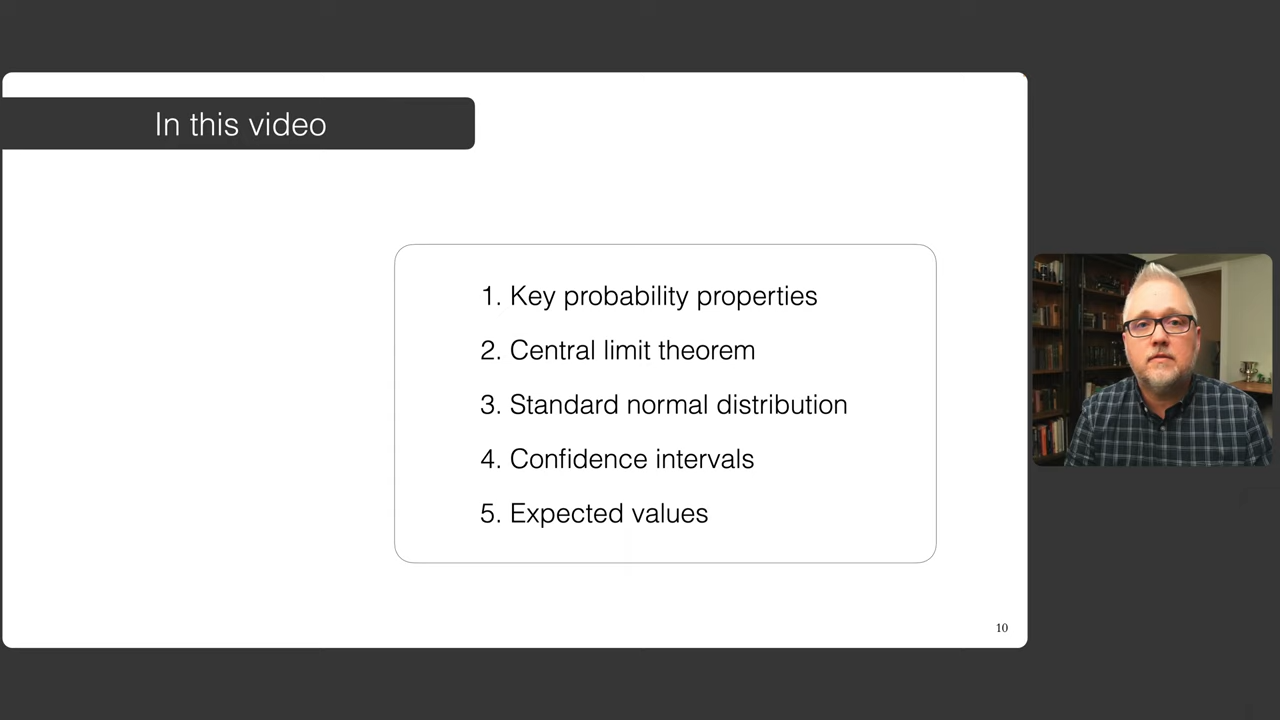 In this video
1. Key probability properties
2. Central limit theorem
3. Standard normal distribution
4. Confidence intervals
5. Expected values
10